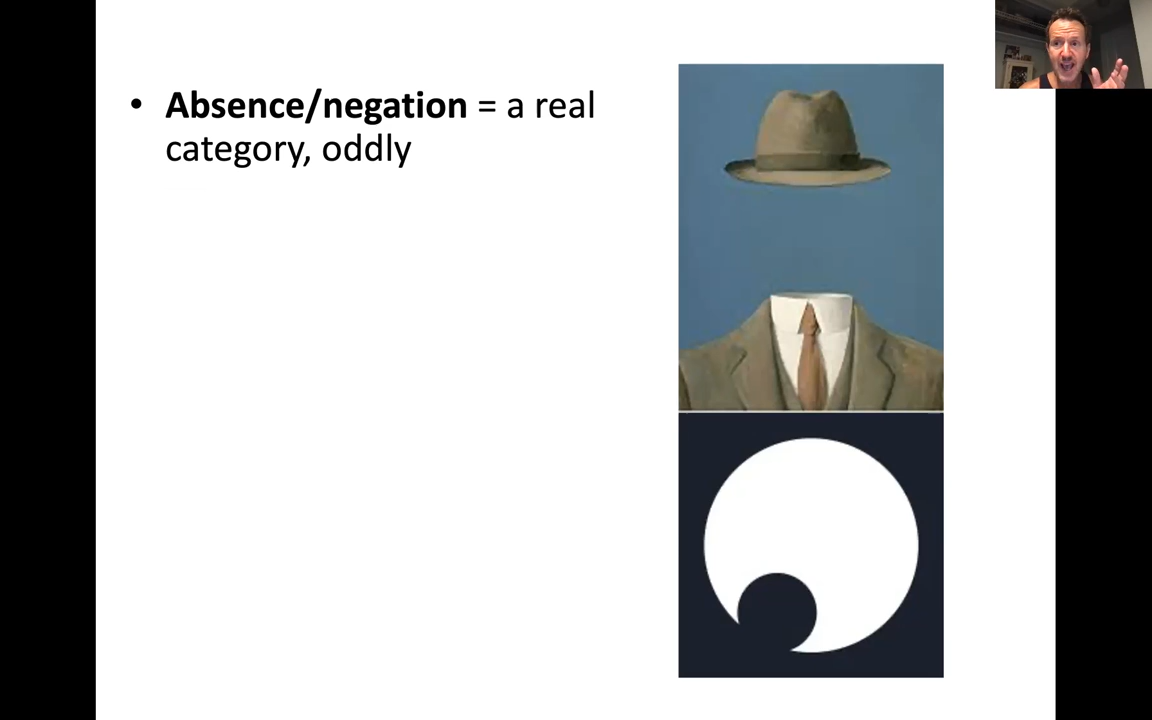 • Absence/negation = a real
category, oddly